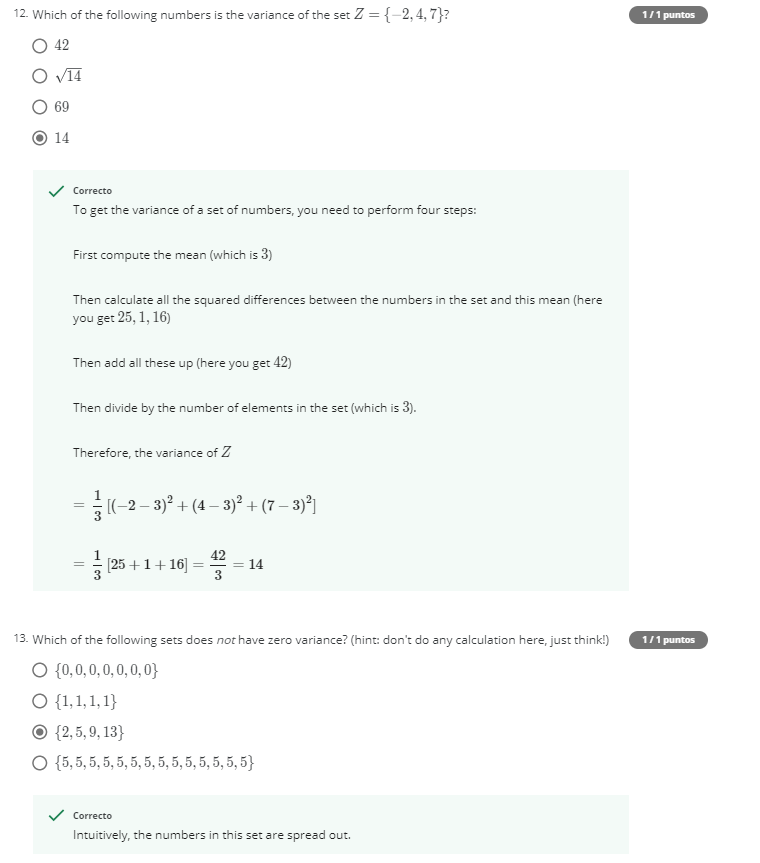 12. Which of the following numbers is the variance of the set Z = {−2, 4, 7}?
1 / 1 puntos
42
√14
69
14
Correcto
To get the variance of a set of numbers, you need to perform four steps:
First compute the mean (which is 3)
Then calculate all the squared differences between the numbers in the set and this mean (here
you get 25, 1, 16)
Then add all these up (here you get 42)
Then divide by the number of elements in the set (which is 3).
Therefore, the variance of Z
= 1/3 [(−2 − 3)² + (4 − 3)² + (7 − 3)²]
= 1/3 [25 + 1 + 16] = 42/3 = 14
13. Which of the following sets does not have zero variance? (hint: don't do any calculation here, just think!)
1 / 1 puntos
{0, 0, 0, 0, 0, 0, 0}
{1, 1, 1, 1}
{2, 5, 9, 13}
{5, 5, 5, 5, 5, 5, 5, 5, 5, 5, 5, 5, 5, 5}
Correcto
Intuitively, the numbers in this set are spread out.